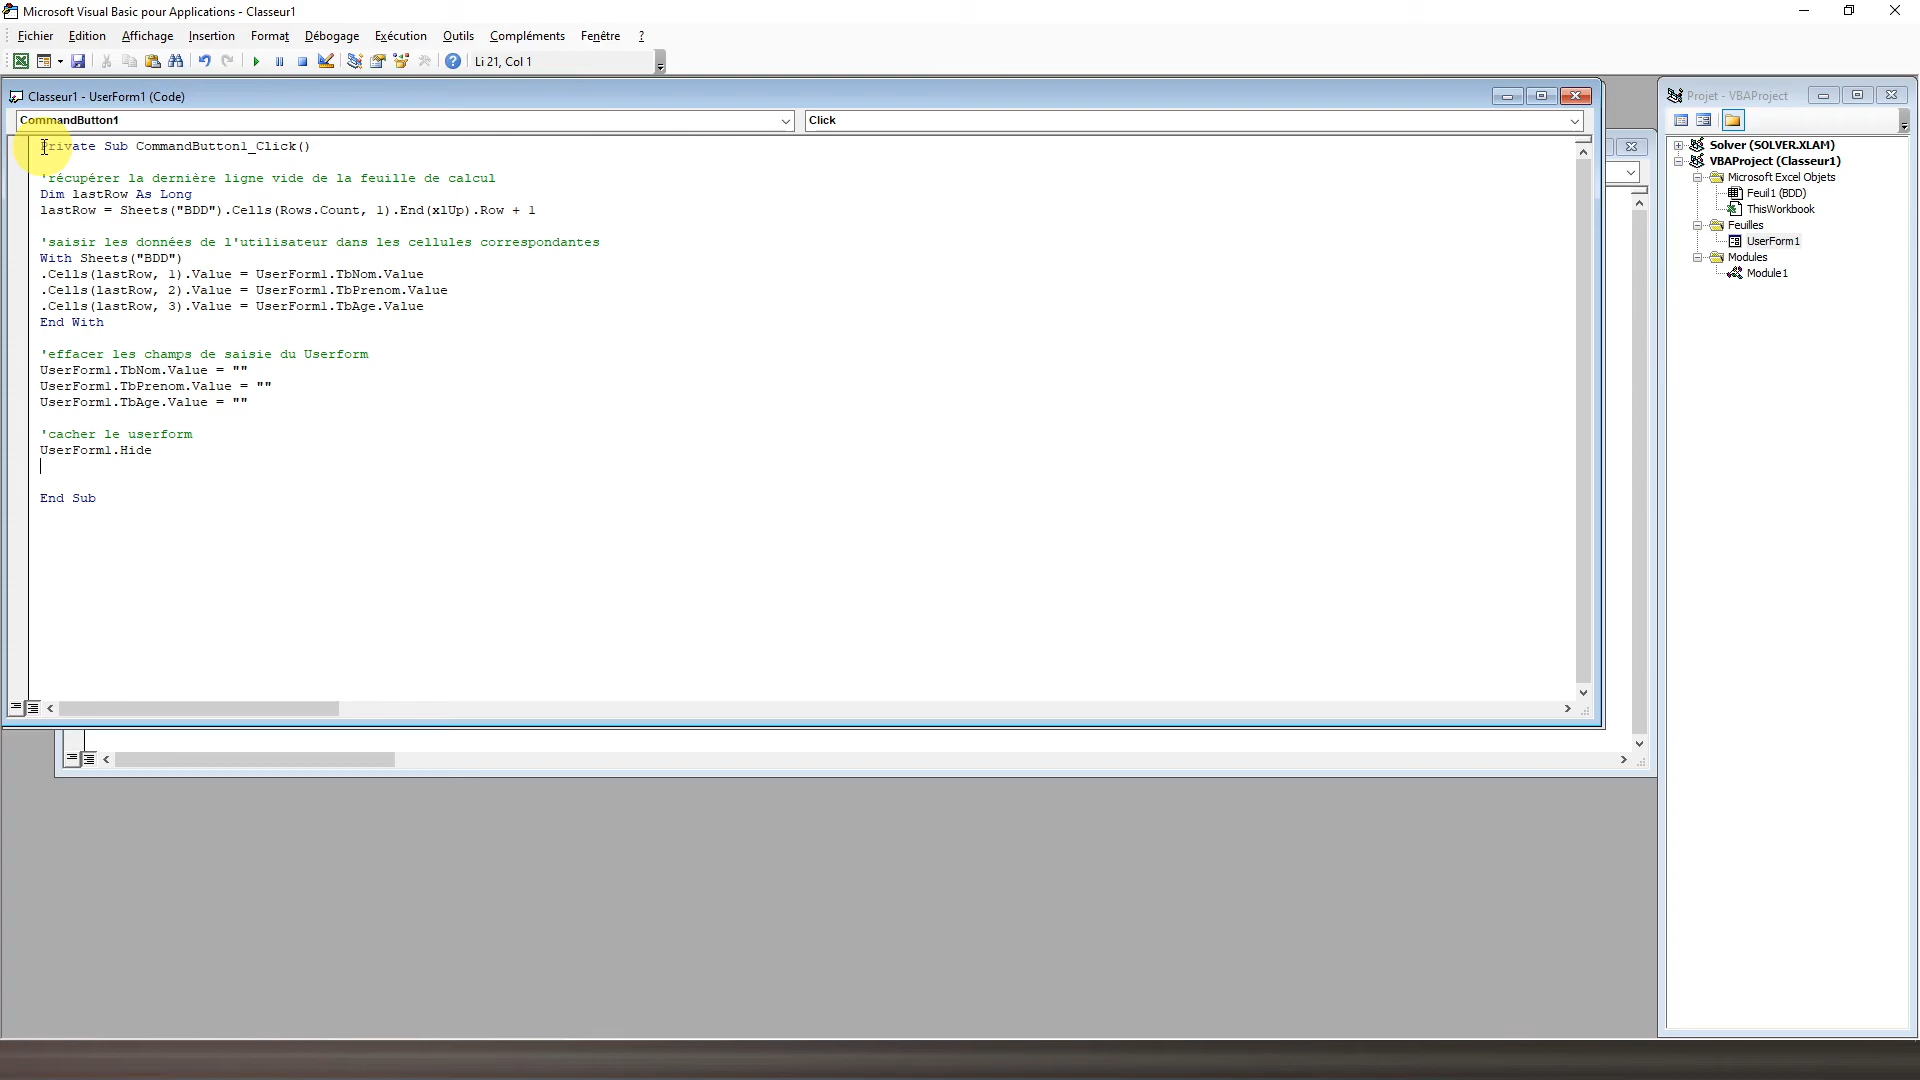 Microsoft Visual Basic pour Applications - Classeur1
Fichier Edition Affichage Insertion Format Débogage Exécution Outils Compléments Fenêtre ?
Li 21, Col 1
Classeur1 - UserForm1 (Code)
CommandButton1
Click
Private Sub CommandButton1_Click()
'récupérer la dernière ligne vide de la feuille de calcul
Dim lastRow As Long
lastRow = Sheets("BDD").Cells(Rows.Count, 1).End(xlUp).Row + 1
'saisir les données de l'utilisateur dans les cellules correspondantes
With Sheets("BDD")
.Cells(lastRow, 1).Value = UserForm1.TbNom.Value
.Cells(lastRow, 2).Value = UserForm1.TbPrenom.Value
.Cells(lastRow, 3).Value = UserForm1.TbAge.Value
End With
'effacer les champs de saisie du Userform
UserForm1.TbNom.Value = ""
UserForm1.TbPrenom.Value = ""
UserForm1.TbAge.Value = ""
'cacher le userform
UserForm1.Hide
End Sub
Projet - VBAProject
Solver (SOLVER.XLAM)
VBAProject (Classeur1)
Microsoft Excel Objets
Feuil1 (BDD)
ThisWorkbook
Feuilles
UserForm1
Modules
Module1